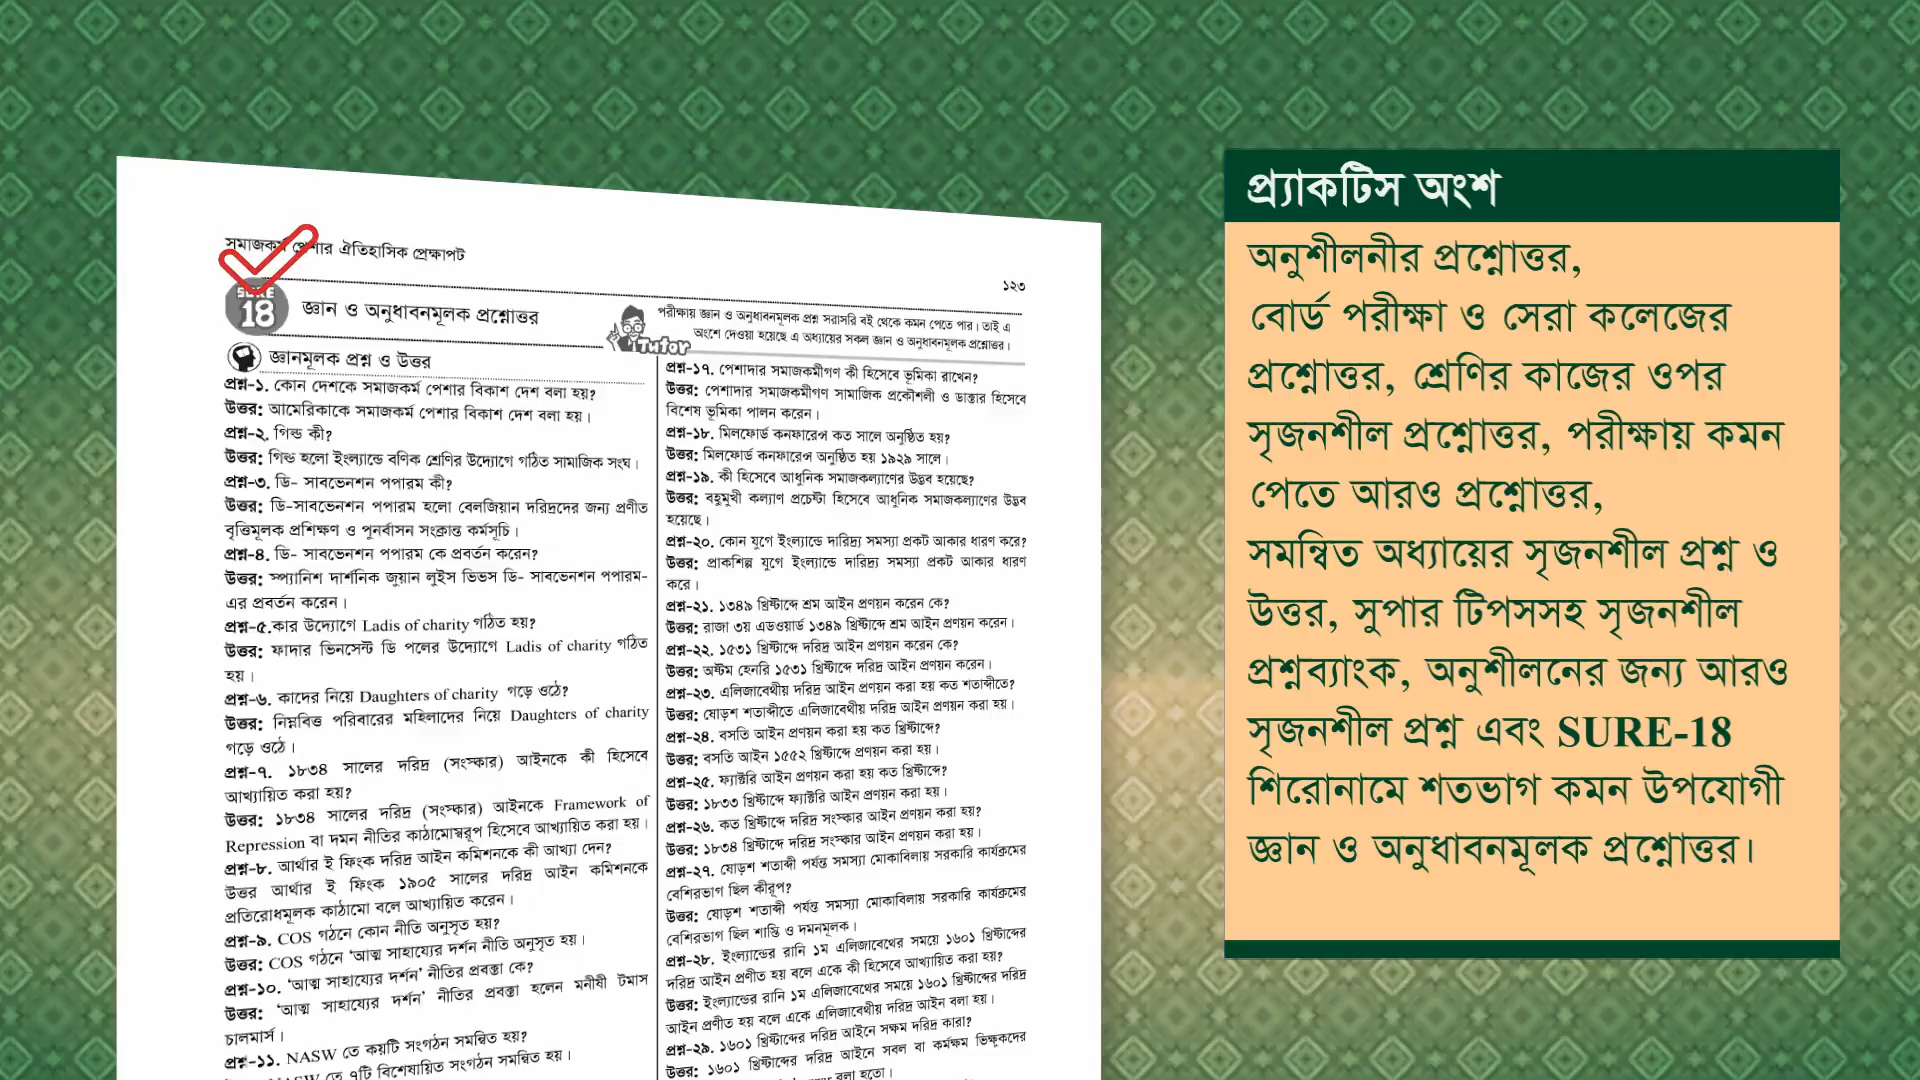 সমাজকর্ম পেশার ঐতিহাসিক প্রেক্ষাপট
১২৩
SURE
18
জ্ঞান ও অনুধাবনমূলক প্রশ্নোত্তর
iTutor
পরীক্ষায় জ্ঞান ও অনুধাবনমূলক প্রশ্ন সরাসরি বই থেকে কমন পেতে পার। তাই এ
অংশে দেওয়া হয়েছে এ অধ্যায়ের সকল জ্ঞান ও অনুধাবনমূলক প্রশ্নোত্তর।
জ্ঞানমূলক প্রশ্ন ও উত্তর
প্রশ্ন-১. কোন দেশকে সমাজকর্ম পেশার বিকাশ দেশ বলা হয়?
উত্তর: আমেরিকাকে সমাজকর্ম পেশার বিকাশ দেশ বলা হয়।
প্রশ্ন-২. গিল্ড কী?
উত্তর: গিল্ড হলো ইংল্যান্ডে বণিক শ্রেণির উদ্যোগে গঠিত সামাজিক সংঘ।
প্রশ্ন-৩. ডি- সাবভেনশন পপারম কী?
উত্তর: ডি-সাবভেনশন পপারম হলো বেলজিয়ান দরিদ্রদের জন্য প্রণীত
বৃত্তিমূলক প্রশিক্ষণ ও পুনর্বাসন সংক্রান্ত কর্মসূচি।
প্রশ্ন-৪. ডি- সাবভেনশন পপারম কে প্রবর্তন করেন?
উত্তর: স্প্যানিশ দার্শনিক জুয়ান লুইস ভিভস ডি- সাবভেনশন পপারম-
এর প্রবর্তন করেন।
প্রশ্ন-৫.কার উদ্যোগে Ladis of charity গঠিত হয়?
উত্তর: ফাদার ভিনসেন্ট ডি পলের উদ্যোগে Ladis of charity গঠিত
হয়।
প্রশ্ন-৬. কাদের নিয়ে Daughters of charity গড়ে ওঠে?
উত্তর: নিম্নবিত্ত পরিবারের মহিলাদের নিয়ে Daughters of charity
গড়ে ওঠে।
প্রশ্ন-৭. ১৮৩৪ সালের দরিদ্র (সংস্কার) আইনকে কী হিসেবে
আখ্যায়িত করা হয়?
উত্তর: ১৮৩৪ সালের দরিদ্র (সংস্কার) আইনকে Framework of
Repression বা দমন নীতির কাঠামোস্বরূপ হিসেবে আখ্যায়িত করা হয়।
প্রশ্ন-৮. আর্থার ই ফিংক দরিদ্র আইন কমিশনকে কী আখ্যা দেন?
উত্তর আর্থার ই ফিংক ১৯০৫ সালের দরিদ্র আইন কমিশনকে
প্রতিরোধমূলক কাঠামো বলে আখ্যায়িত করেন।
প্রশ্ন-৯. COS গঠনে কোন নীতি অনুসৃত হয়?
উত্তর: COS গঠনে ‘আত্ম সাহায্যের দর্শন নীতি অনুসৃত হয়।
প্রশ্ন-১০. ‘আত্ম সাহায্যের দর্শন’ নীতির প্রবক্তা কে?
উত্তর: ‘আত্ম সাহায্যের দর্শন’ নীতির প্রবক্তা হলেন মনীষী টমাস
চালমার্স।
প্রশ্ন-১১. NASW তে কয়টি সংগঠন সমন্বিত হয়?
NASW তে ৭টি বিশেষায়িত সংগঠন সমন্বিত হয়।
প্রশ্ন-১৭. পেশাদার সমাজকর্মীগণ কী হিসেবে ভূমিকা রাখেন?
উত্তর: পেশাদার সমাজকর্মীগণ সামাজিক প্রকৌশলী ও ডাক্তার হিসেবে
বিশেষ ভূমিকা পালন করেন।
প্রশ্ন-১৮. মিলফোর্ড কনফারেন্স কত সালে অনুষ্ঠিত হয়?
উত্তর: মিলফোর্ড কনফারেন্স অনুষ্ঠিত হয় ১৯২৯ সালে।
প্রশ্ন-১৯. কী হিসেবে আধুনিক সমাজকল্যাণের উদ্ভব হয়েছে?
উত্তর: বহুমুখী কল্যাণ প্রচেষ্টা হিসেবে আধুনিক সমাজকল্যাণের উদ্ভব
হয়েছে।
প্রশ্ন-২০. কোন যুগে ইংল্যান্ডে দারিদ্র্য সমস্যা প্রকট আকার ধারণ করে?
উত্তর: প্রাকশিল্প যুগে ইংল্যান্ডে দারিদ্র্য সমস্যা প্রকট আকার ধারণ
করে।
প্রশ্ন-২১. ১৩৪৯ খ্রিষ্টাব্দে শ্রম আইন প্রণয়ন করেন কে?
উত্তর: রাজা ৩য় এডওয়ার্ড ১৩৪৯ খ্রিষ্টাব্দে শ্রম আইন প্রণয়ন করেন।
প্রশ্ন-২২. ১৫৩১ খ্রিষ্টাব্দে দরিদ্র আইন প্রণয়ন করেন কে?
উত্তর: অষ্টম হেনরি ১৫৩১ খ্রিষ্টাব্দে দরিদ্র আইন প্রণয়ন করেন।
প্রশ্ন-২৩. এলিজাবেথীয় দরিদ্র আইন প্রণয়ন করা হয় কত শতাব্দীতে?
উত্তর: ষোড়শ শতাব্দীতে এলিজাবেথীয় দরিদ্র আইন প্রণয়ন করা হয়।
প্রশ্ন-২৪. বসতি আইন প্রণয়ন করা হয় কত খ্রিষ্টাব্দে?
উত্তর: বসতি আইন ১৫৫২ খ্রিষ্টাব্দে প্রণয়ন করা হয়।
প্রশ্ন-২৫. ফ্যাক্টরি আইন প্রণয়ন করা হয় কত খ্রিষ্টাব্দে?
উত্তর: ১৮৩৩ খ্রিষ্টাব্দে ফ্যাক্টরি আইন প্রণয়ন করা হয়।
প্রশ্ন-২৬. কত খ্রিষ্টাব্দে দরিদ্র সংস্কার আইন প্রণয়ন করা হয়?
উত্তর: ১৮৩৪ খ্রিষ্টাব্দে দরিদ্র সংস্কার আইন প্রণয়ন করা হয়।
প্রশ্ন-২৭. ষোড়শ শতাব্দী পর্যন্ত সমস্যা মোকাবিলায় সরকারি কার্যক্রমের
বেশিরভাগ ছিল কীরূপ?
উত্তর: ষোড়শ শতাব্দী পর্যন্ত সমস্যা মোকাবিলায় সরকারি কার্যক্রমের
বেশিরভাগ ছিল শাস্তি ও দমনমূলক।
প্রশ্ন-২৮. ইংল্যান্ডের রানি ১ম এলিজাবেথের সময়ে ১৬০১ খ্রিষ্টাব্দের
দরিদ্র আইন প্রণীত হয় বলে একে কী হিসেবে আখ্যায়িত করা হয়?
উত্তর: ইংল্যান্ডের রানি ১ম এলিজাবেথের সময়ে ১৬০১ খ্রিষ্টাব্দের দরিদ্র
আইন প্রণীত হয় বলে একে এলিজাবেথীয় দরিদ্র আইন বলা হয়।
প্রশ্ন-২৯. ১৬০১ খ্রিষ্টাব্দের দরিদ্র আইনে সক্ষম দরিদ্র কারা?
উত্তর: ১৬০১ খ্রিষ্টাব্দের দরিদ্র আইনে সবল বা কর্মক্ষম ভিক্ষুকদের
বলা হতো।
প্র্যাকটিস অংশ
অনুশীলনীর প্রশ্নোত্তর,
বোর্ড পরীক্ষা ও সেরা কলেজের
প্রশ্নোত্তর, শ্রেণির কাজের ওপর
সৃজনশীল প্রশ্নোত্তর, পরীক্ষায় কমন
পেতে আরও প্রশ্নোত্তর,
সমন্বিত অধ্যায়ের সৃজনশীল প্রশ্ন ও
উত্তর, সুপার টিপসসহ সৃজনশীল
প্রশ্নব্যাংক, অনুশীলনের জন্য আরও
সৃজনশীল প্রশ্ন এবং SURE-18
শিরোনামে শতভাগ কমন উপযোগী
জ্ঞান ও অনুধাবনমূলক প্রশ্নোত্তর।